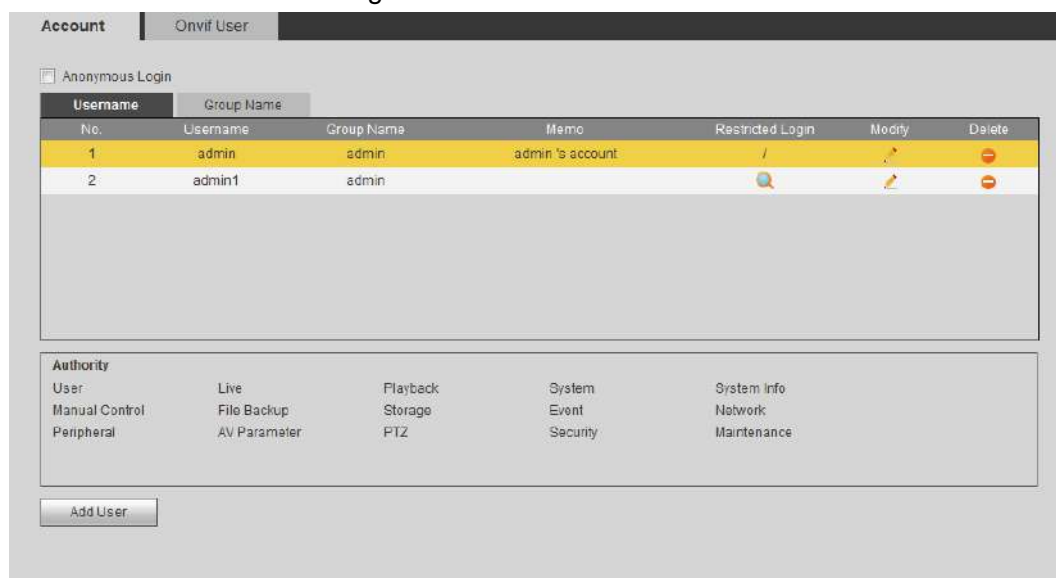 Account Onvif User
Anonymous Login
Username Group Name
No. Username Group Name Memo Restricted Login Modify Delete
1 admin admin admin 's account /
2 admin1 admin
Authority
User Live Playback System System Info
Manual Control File Backup Storage Event Network
Peripheral AV Parameter PTZ Security Maintenance
Add User